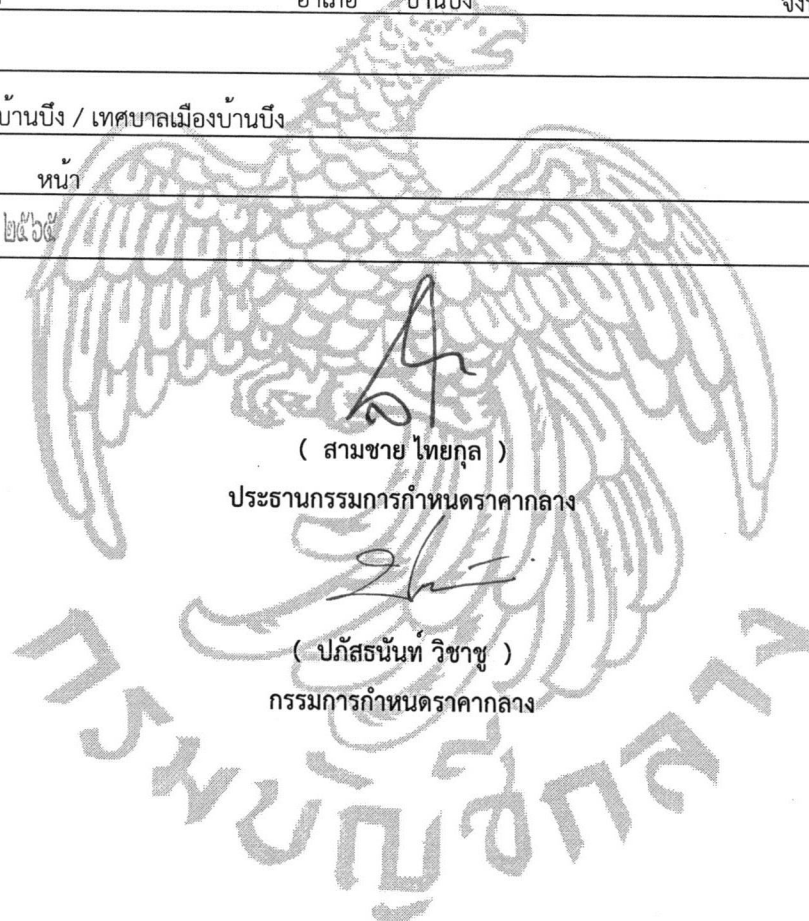 อำเภอ บ้านบึง
บ้านบึง / เทศบาลเมืองบ้านบึง
หน้า
๒๕๖๕
( สามชาย ไทยกุล )
ประธานกรรมการกำหนดราคากลาง
( ปภัสธนันท์ วิชาชู )
กรรมการกำหนดราคากลาง
กรมบัญชีกลาง